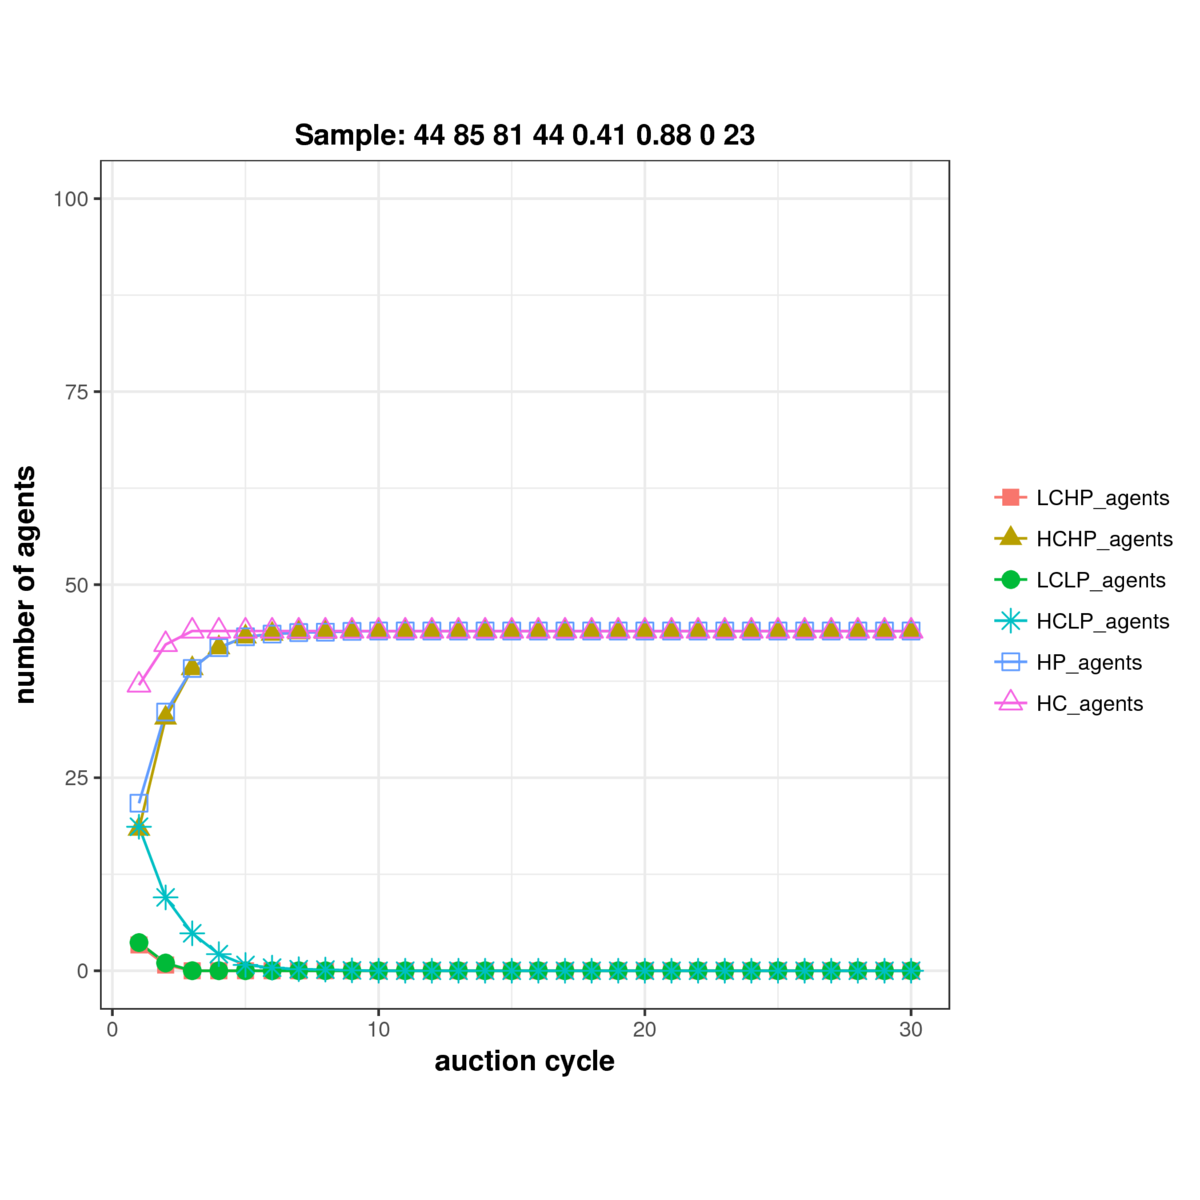 Sample: 44 85 81 44 0.41 0.88 0 23
100
75
50
25
0
number of agents
0 10 20 30
auction cycle
LCHP_agents
HCHP_agents
LCLP_agents
HCLP_agents
HP_agents
HC_agents